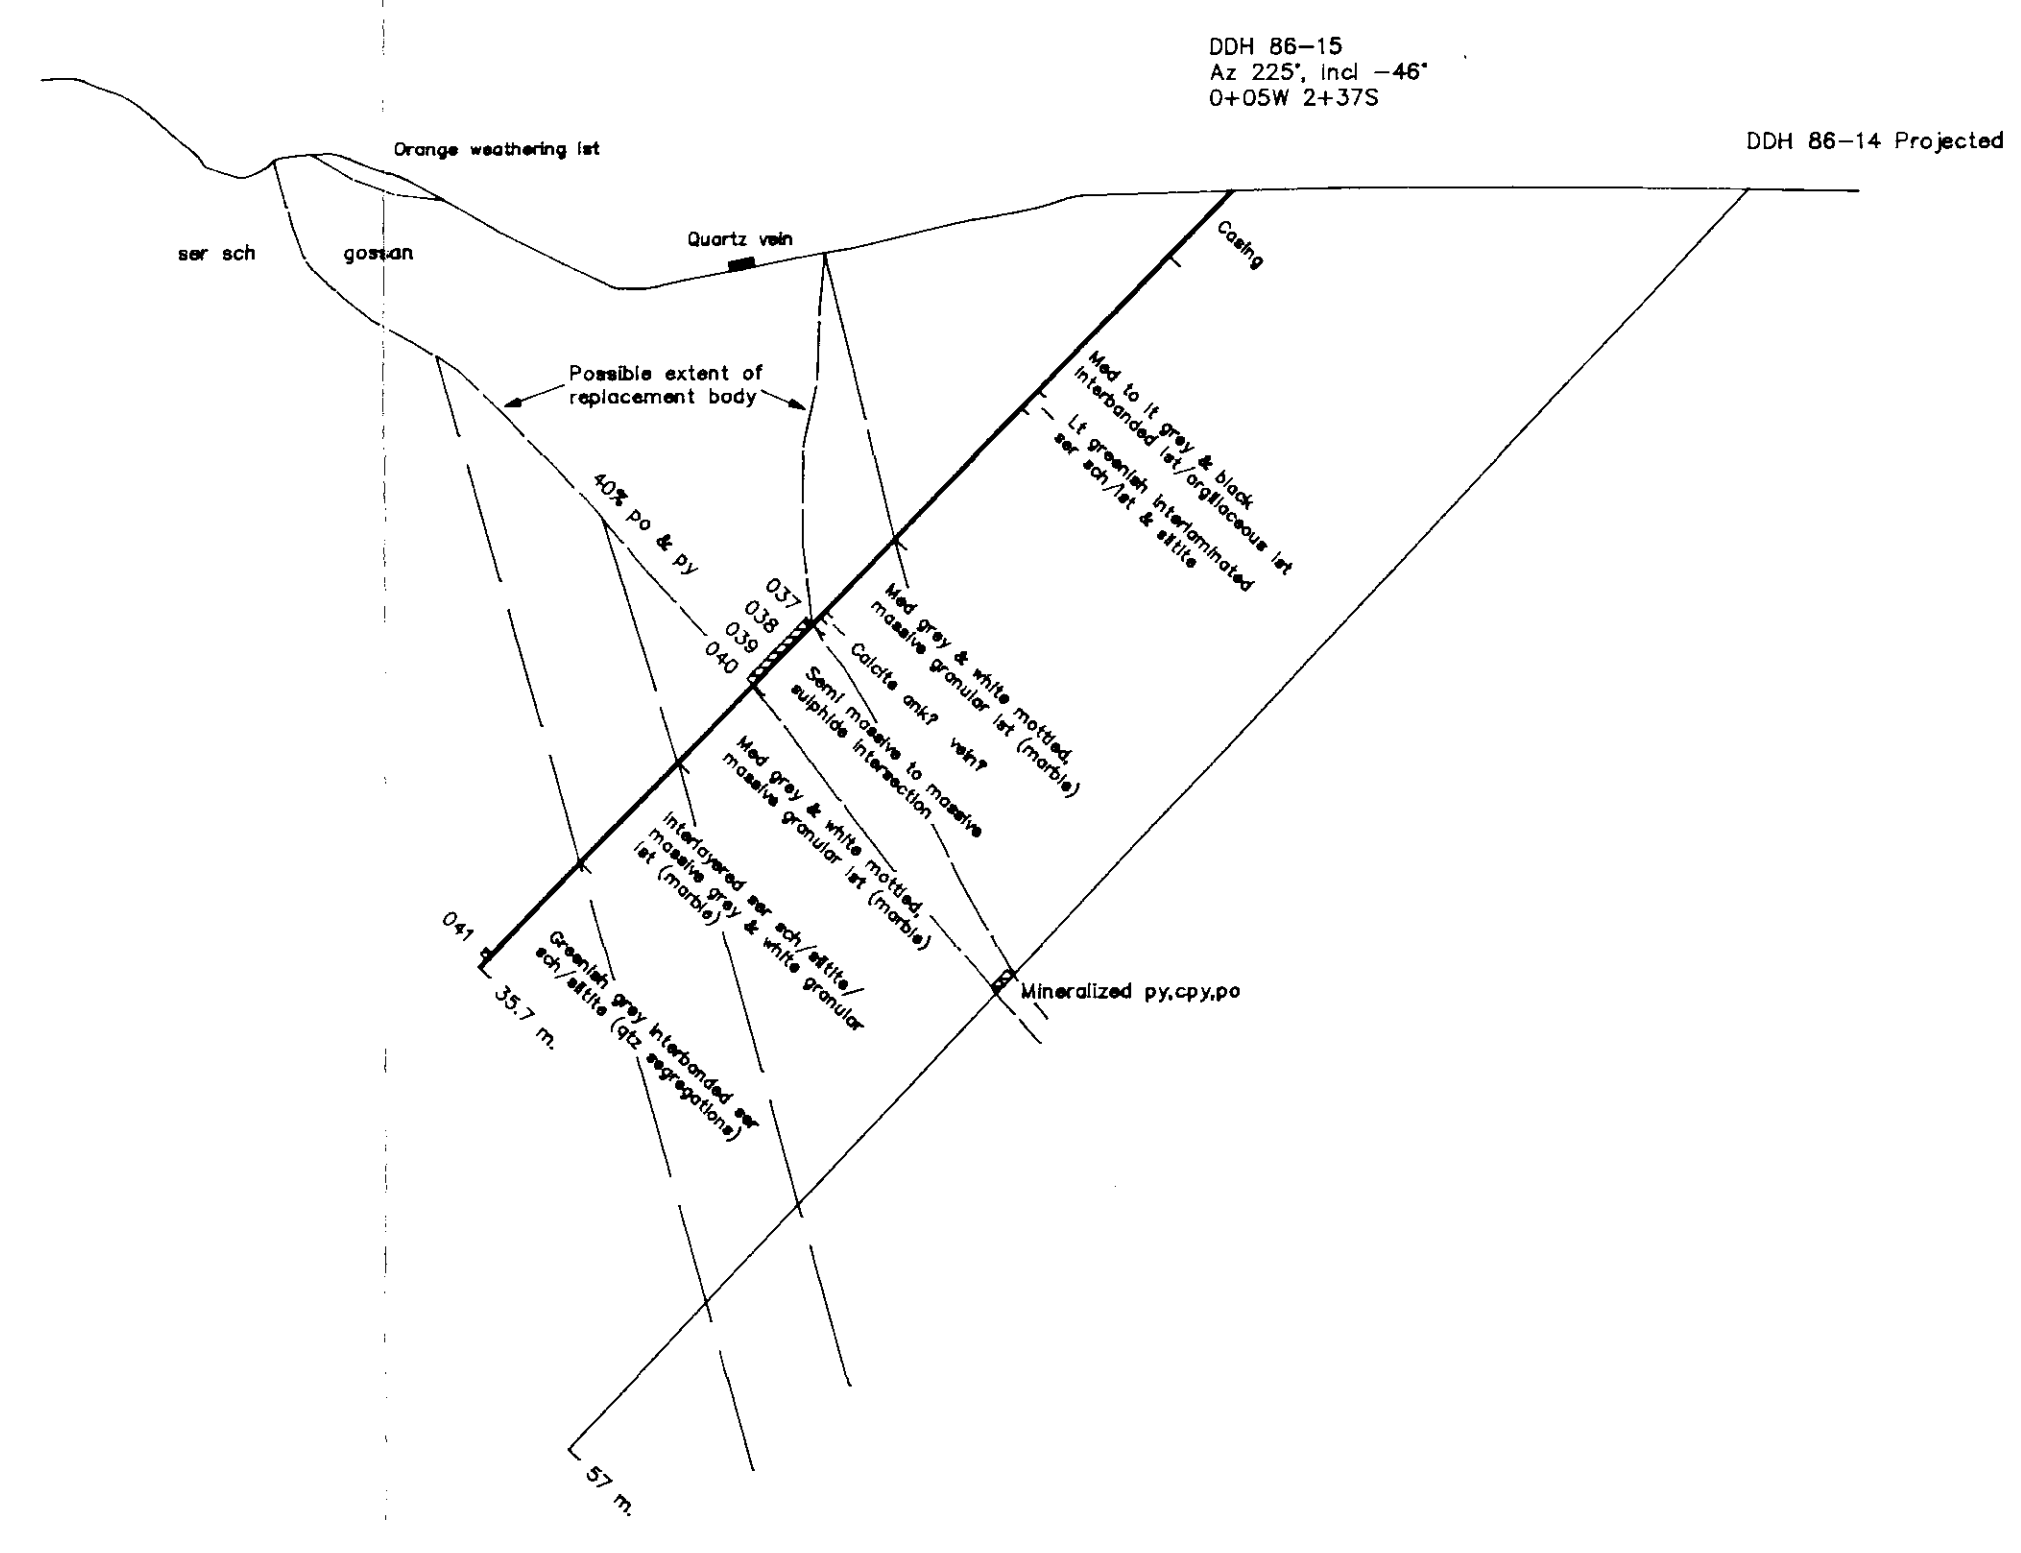 DDH 86-15
Az 225°, incl -46°
0+05W 2+37S
DDH 86-14 Projected
Orange weathering lst
ser sch
gossan
Quartz vein
Casing
Possible extent of
replacement body
Med to lt grey & black
interbanded lst/argillaceous lst
Lt greenish interlaminated
ser sch/lst & siltite
40% po & py
037
038
039
040
Med grey & white mottled,
massive granular lst (marble)
Calcite ank? vein?
Semi massive to massive
sulphide intersection
Med grey & white mottled,
massive granular lst (marble)
Interlayered ser sch/siltite/
massive grey & white granular
lst (marble)
041
Greenish grey interbanded ser
sch/siltite (qtz segregations)
35.7 m.
Mineralized py,cpy,po
57 m.